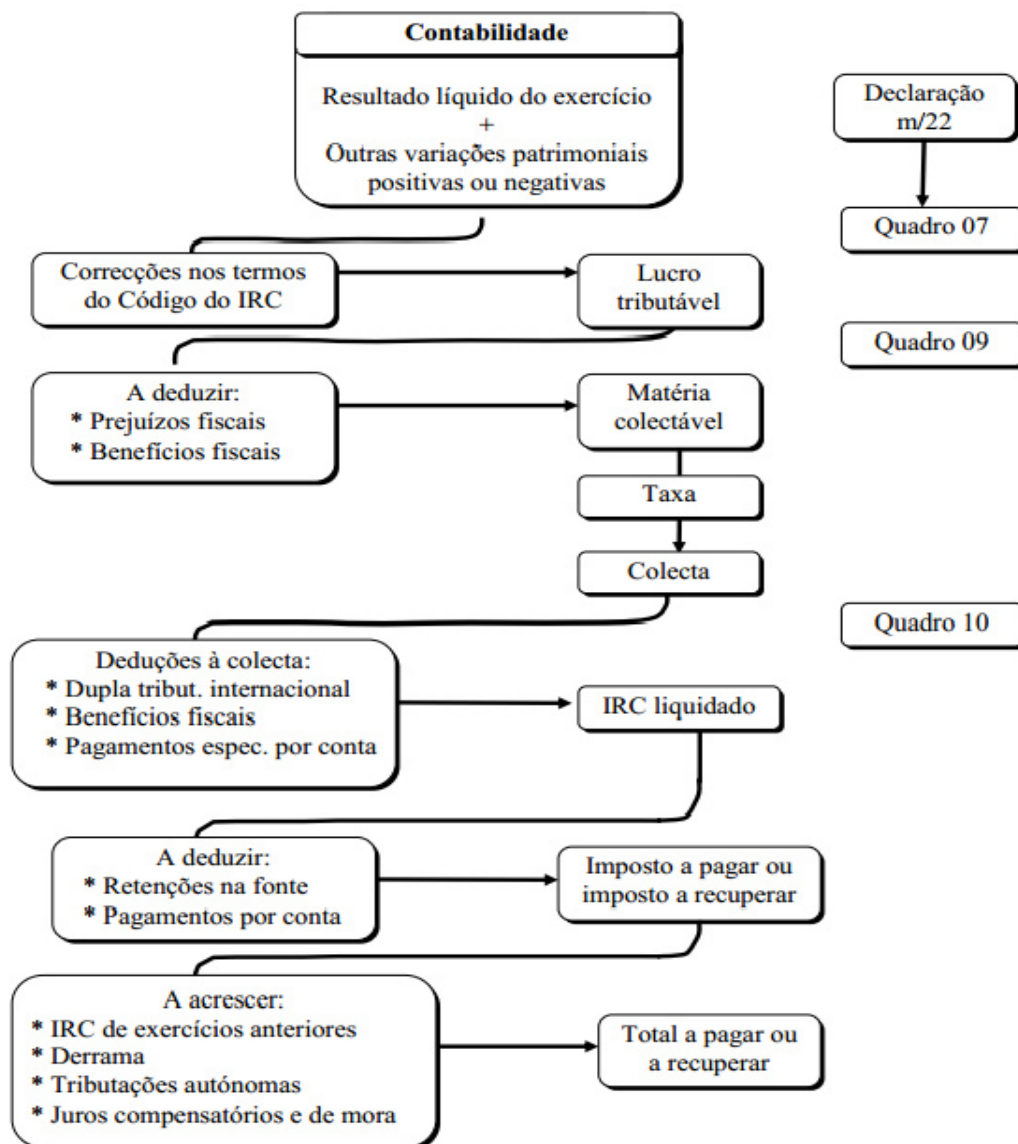 Contabilidade
Resultado líquido do exercício
+
Outras variações patrimoniais
positivas ou negativas
Declaração
m/22
Quadro 07
Correcções nos termos
do Código do IRC
Lucro
tributável
Quadro 09
A deduzir:
* Prejuízos fiscais
* Benefícios fiscais
Matéria
colectável
Taxa
Colecta
Quadro 10
Deduções à colecta:
* Dupla tribut. internacional
* Benefícios fiscais
* Pagamentos espec. por conta
IRC liquidado
A deduzir:
* Retenções na fonte
* Pagamentos por conta
Imposto a pagar ou
imposto a recuperar
A acrescer:
* IRC de exercícios anteriores
* Derrama
* Tributações autónomas
* Juros compensatórios e de mora
Total a pagar ou
a recuperar